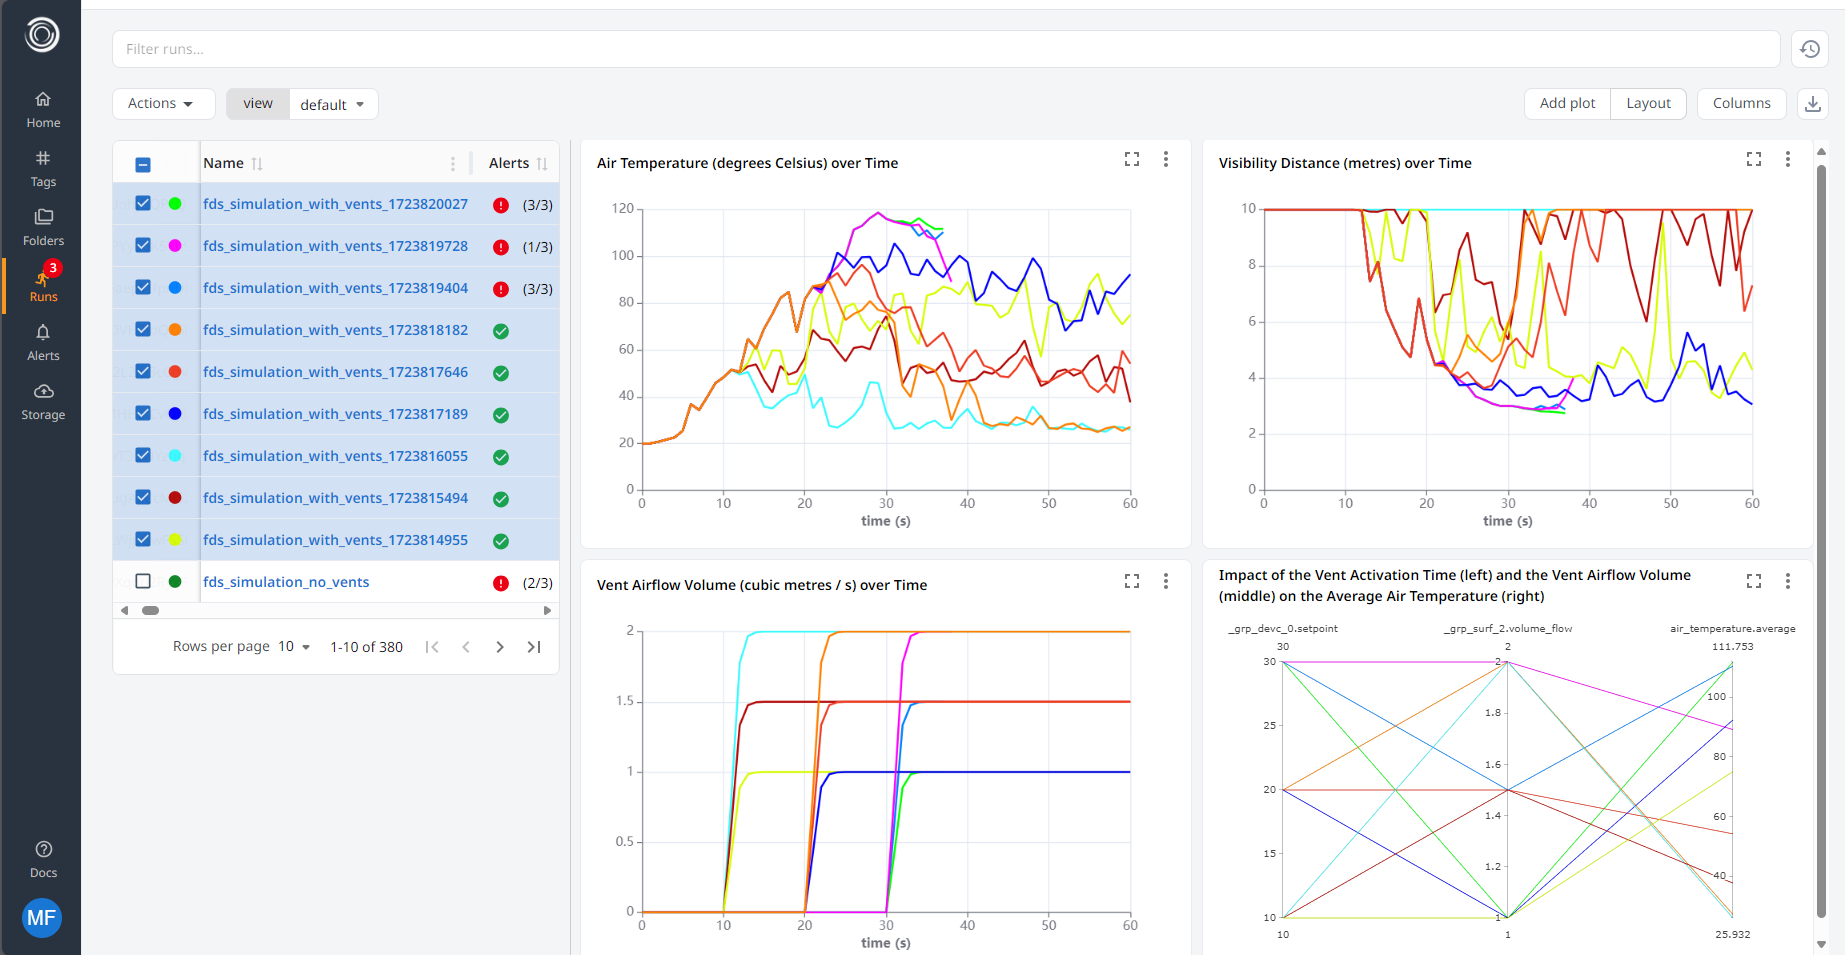 Filter runs...
Home
Tags
Folders
3
Runs
Alerts
Storage
Docs
MF
Actions
view
default
Add plot
Layout
Columns
Name
Alerts
fds_simulation_with_vents_1723820027
(3/3)
fds_simulation_with_vents_1723819728
(1/3)
fds_simulation_with_vents_1723819404
(3/3)
fds_simulation_with_vents_1723818182
fds_simulation_with_vents_1723817646
fds_simulation_with_vents_1723817189
fds_simulation_with_vents_1723816055
fds_simulation_with_vents_1723815494
fds_simulation_with_vents_1723814955
fds_simulation_no_vents
(2/3)
Rows per page 10
1-10 of 380
Air Temperature (degrees Celsius) over Time
120
100
80
60
40
20
0
0 10 20 30 40 50 60
time (s)
Visibility Distance (metres) over Time
10
8
6
4
2
0
0 10 20 30 40 50 60
time (s)
Vent Airflow Volume (cubic metres / s) over Time
2
1.5
1
0.5
0
0 10 20 30 40 50 60
time (s)
Impact of the Vent Activation Time (left) and the Vent Airflow Volume
(middle) on the Average Air Temperature (right)
_grp_devc_0.setpoint
_grp_surf_2.volume_flow
air_temperature.average
30
2
111.753
30
25
20
15
10
2
1.8
1.6
1.4
1.2
1
100
80
60
40
10
1
25.932